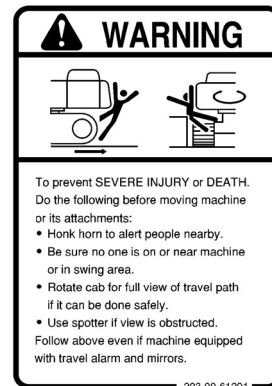 WARNING
To prevent SEVERE INJURY or DEATH.
Do the following before moving machine
or its attachments:
• Honk horn to alert people nearby.
• Be sure no one is on or near machine
or in swing area.
• Rotate cab for full view of travel path
if it can be done safely.
• Use spotter if view is obstructed.
Follow above even if machine equipped
with travel alarm and mirrors.